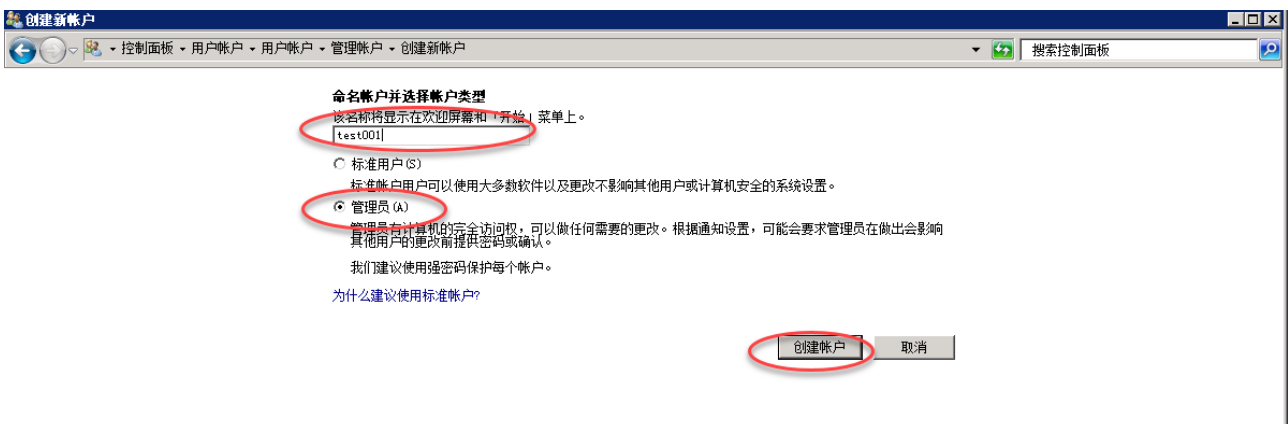 创建新帐户
控制面板 用户帐户 用户帐户 管理帐户 创建新帐户 搜索控制面板
命名帐户并选择帐户类型
该名称将显示在欢迎屏幕和「开始」菜单上。
test001
标准用户(S)
标准帐户用户可以使用大多数软件以及更改不影响其他用户或计算机安全的系统设置。
管理员(A)
管理员有计算机的完全访问权，可以做任何需要的更改。根据通知设置，可能会要求管理员在做出会影响
其他用户的更改前提供密码或确认。
我们建议使用强密码保护每个帐户。
为什么建议使用标准帐户?
创建帐户 取消